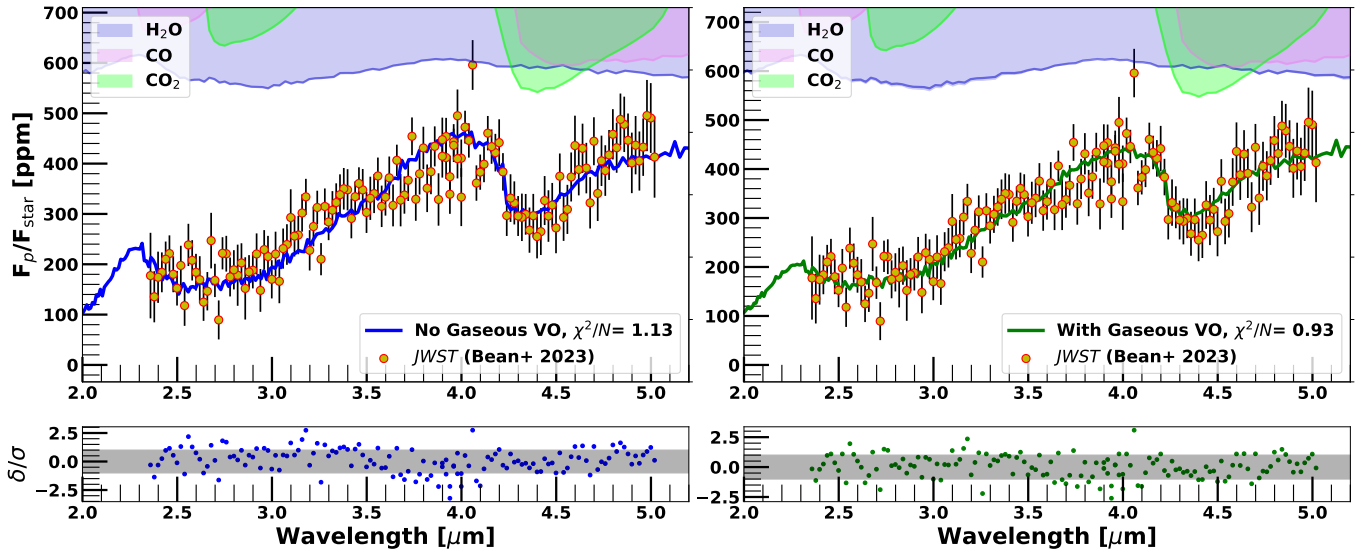 700
600
500
400
300
200
100
0
F_p/F_star [ppm]
H₂O
CO
CO₂
No Gaseous VO, χ²/N= 1.13
JWST (Bean+ 2023)
2.0 2.5 3.0 3.5 4.0 4.5 5.0
2.5
0.0
−2.5
δ/σ
2.0 2.5 3.0 3.5 4.0 4.5 5.0
Wavelength [μm]
700
600
500
400
300
200
100
0
H₂O
CO
CO₂
With Gaseous VO, χ²/N= 0.93
JWST (Bean+ 2023)
2.0 2.5 3.0 3.5 4.0 4.5 5.0
2.5
0.0
−2.5
2.0 2.5 3.0 3.5 4.0 4.5 5.0
Wavelength [μm]